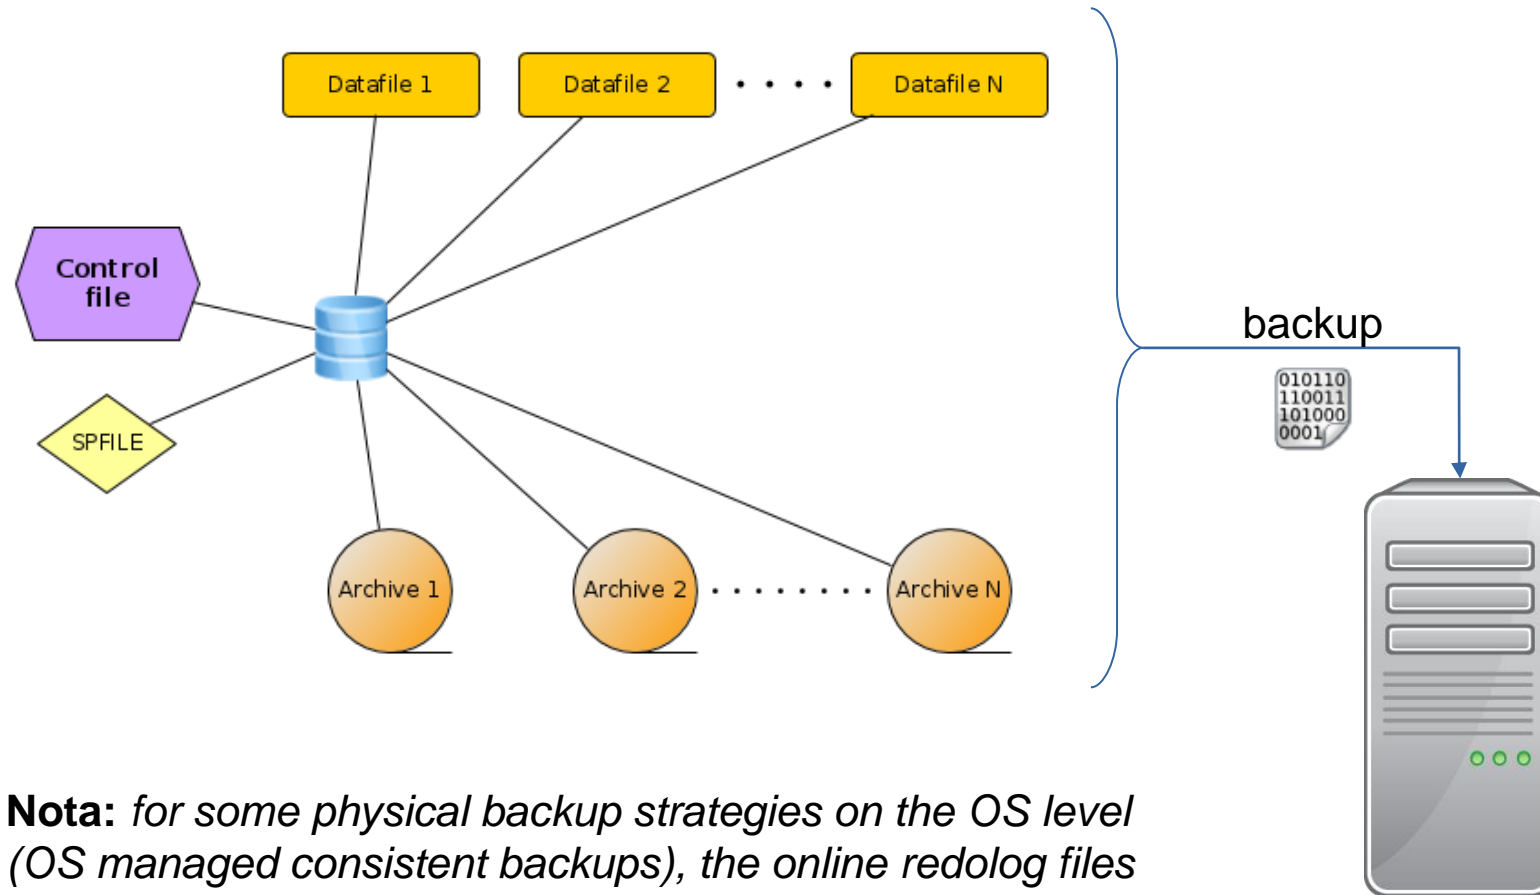 Datafile 1
Datafile 2
Datafile N
Control
file
backup
010110
110011
101000
0001
SPFILE
Archive 1
Archive 2
Archive N
Nota: for some physical backup strategies on the OS level
(OS managed consistent backups), the online redolog files